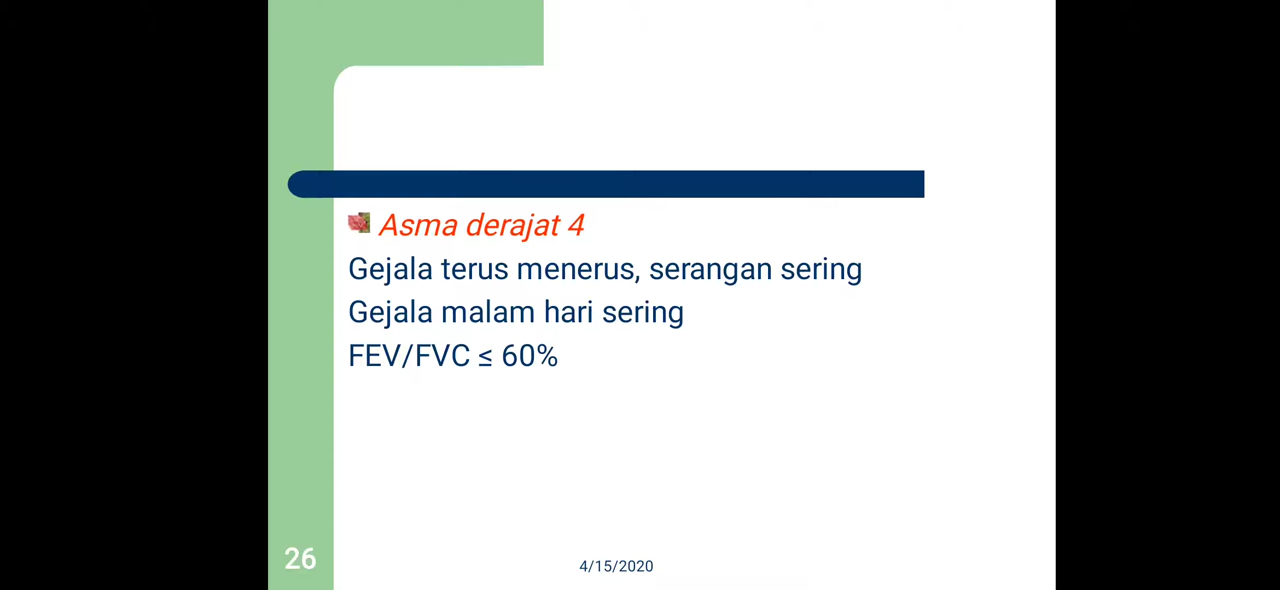 Asma derajat 4
Gejala terus menerus, serangan sering
Gejala malam hari sering
FEV/FVC ≤ 60%
26
4/15/2020